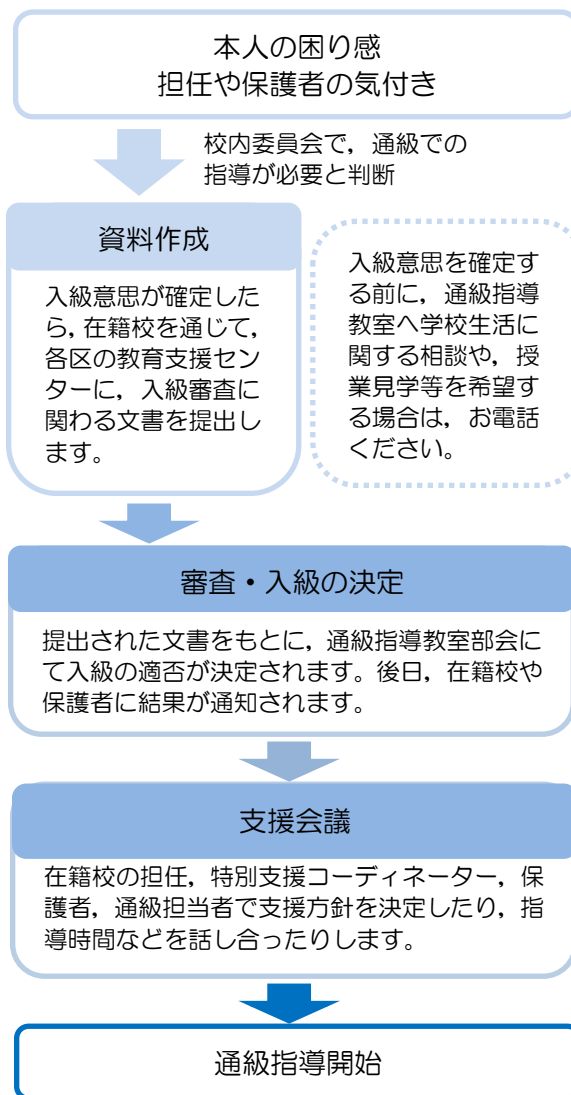 本人の困り感
担任や保護者の気付き
校内委員会で，通級での
指導が必要と判断
資料作成
入級意思が確定した
ら，在籍校を通じて，
各区の教育支援セン
ターに，入級審査に
関わる文書を提出し
ます。
入級意思を確定す
る前に，通級指導
教室へ学校生活に
関する相談や，授
業見学等を希望す
る場合は，お電話
ください。
審査・入級の決定
提出された文書をもとに，通級指導教室部会に
て入級の適否が決定されます。後日，在籍校や
保護者に結果が通知されます。
支援会議
在籍校の担任，特別支援コーディネーター，保
護者，通級担当者で支援方針を決定したり，指
導時間などを話し合ったりします。
通級指導開始